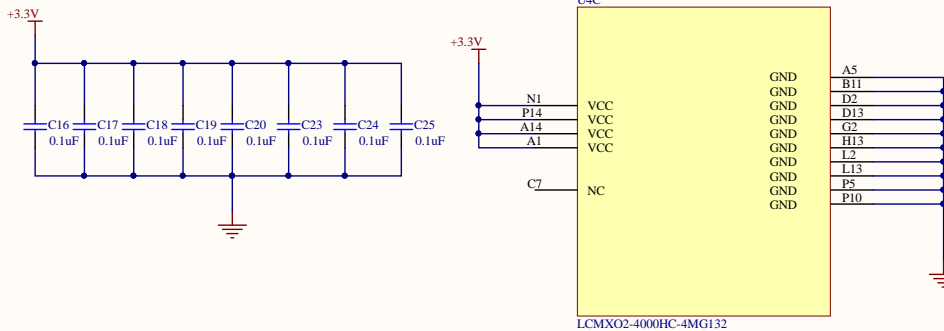 U4C
+3.3V
+3.3V
C16 C17 C18 C19 C20 C23 C24 C25
0.1uF 0.1uF 0.1uF 0.1uF 0.1uF 0.1uF 0.1uF 0.1uF
GND A5
GND B11
N1 VCC GND D2
P14 VCC GND D13
A14 VCC GND G2
A1 VCC GND H13
GND L2
GND L13
C7 NC GND P5
GND P10
LCMXO2-4000HC-4MG132